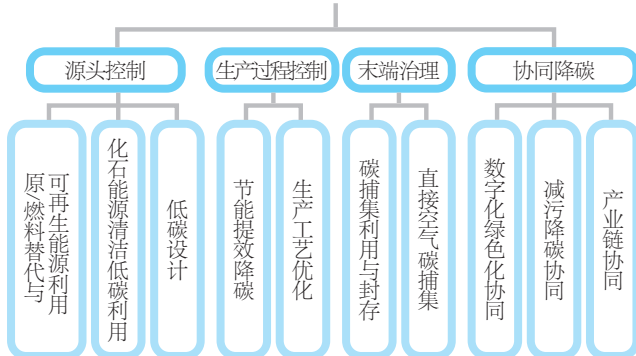 源头控制
生产过程控制
末端治理
协同降碳
原/燃料替代与
可再生能源利用
化石能源清洁低碳利用
低碳设计
节能提效降碳
生产工艺优化
碳捕集利用与封存
直接空气碳捕集
数字化绿色化协同
减污降碳协同
产业链协同